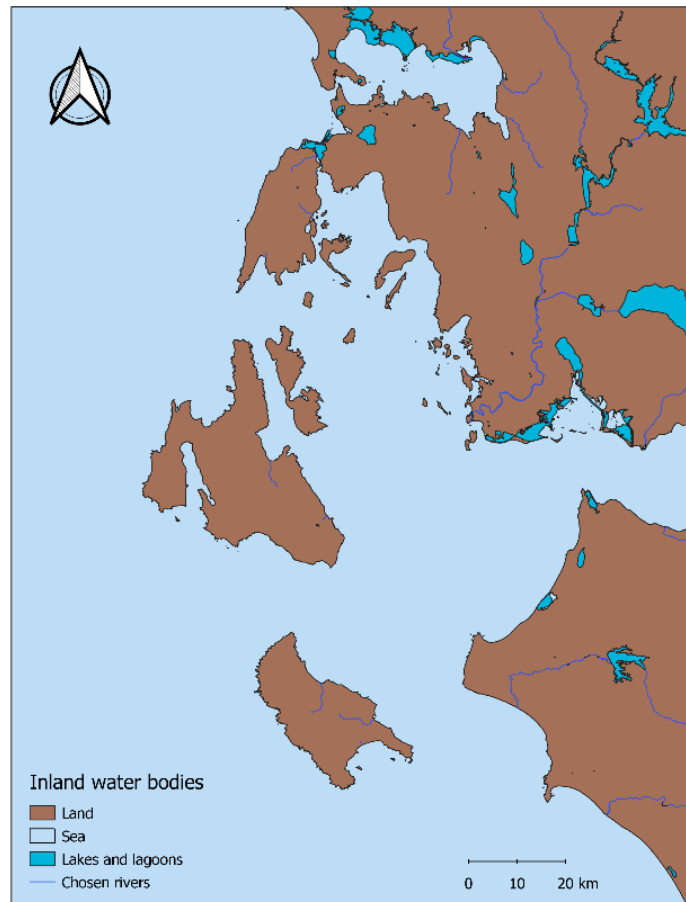 Inland water bodies
Land
Sea
Lakes and lagoons
Chosen rivers
0 10 20 km